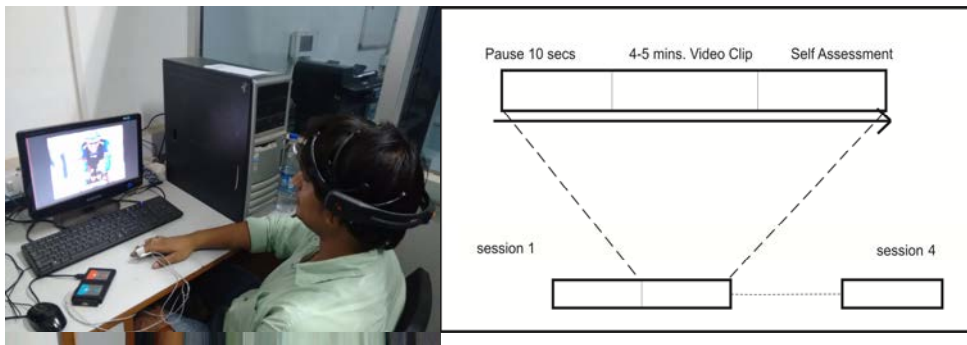 Pause 10 secs
4-5 mins. Video Clip
Self Assessment
session 1
session 4